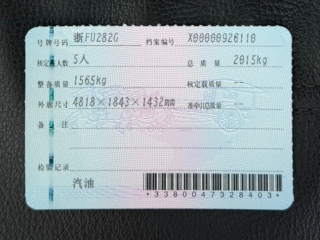 号牌号码 浙FU282G 档案编号 X00000926110
核定载人数 5人 总质量 2015kg
整备质量 1565kg 核定载质量 --
外廓尺寸 4818×1843×1432 准牵引总质量 --
备注
检验记录
汽油
*3380047328403*